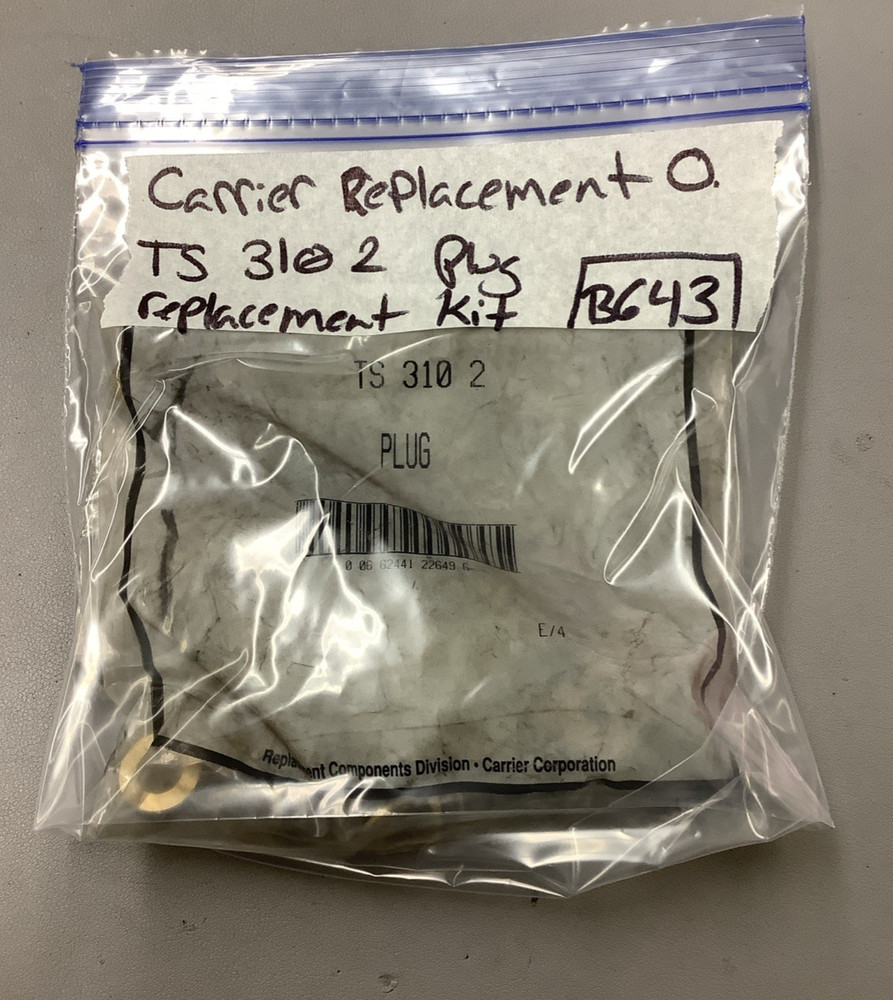 Carrier Replacement O.
TS 310 2 Plug
replacement Kit B643
TS 310 2
PLUG
0 06 62441 22649 6
E/4
Replacement Components Division • Carrier Corporation